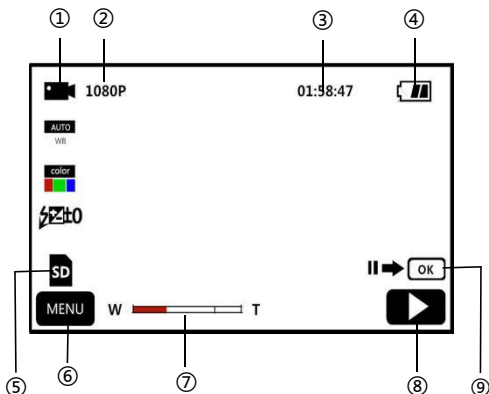 ① ② ③ ④
1080P 01:58:47
AUTO
WB
color
±0
SD
OK
MENU W T
⑤ ⑥ ⑦ ⑧ ⑨